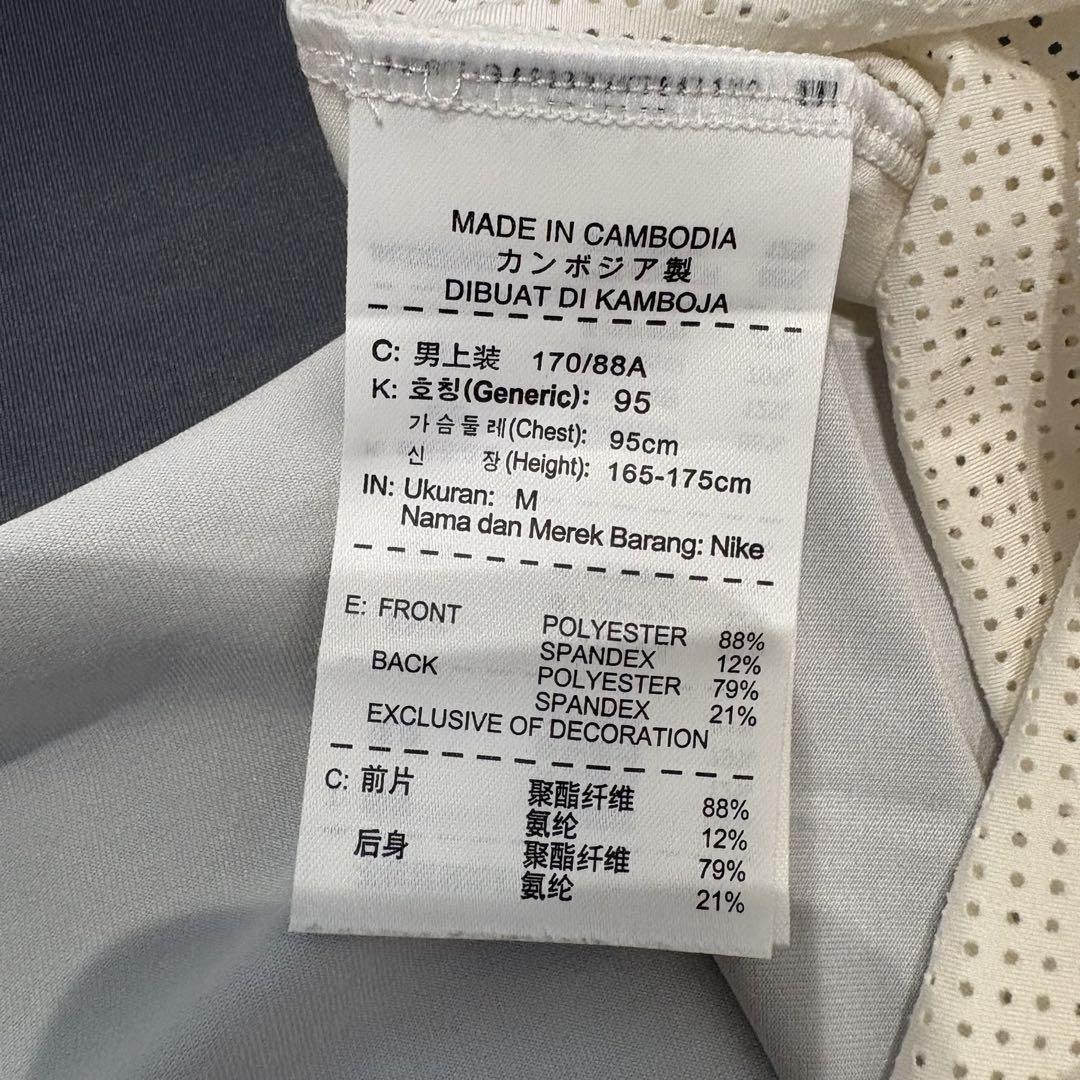 MADE IN CAMBODIA
カンボジア製
DIBUAT DI KAMBOJA
C: 男上装 170/88A
K: 호칭(Generic): 95
가슴둘레(Chest): 95cm
신 장(Height): 165-175cm
IN: Ukuran: M
Nama dan Merek Barang: Nike
E: FRONT POLYESTER 88%
SPANDEX 12%
BACK POLYESTER 79%
SPANDEX 21%
EXCLUSIVE OF DECORATION
C: 前片 聚酯纤维 88%
氨纶 12%
后身 聚酯纤维 79%
氨纶 21%